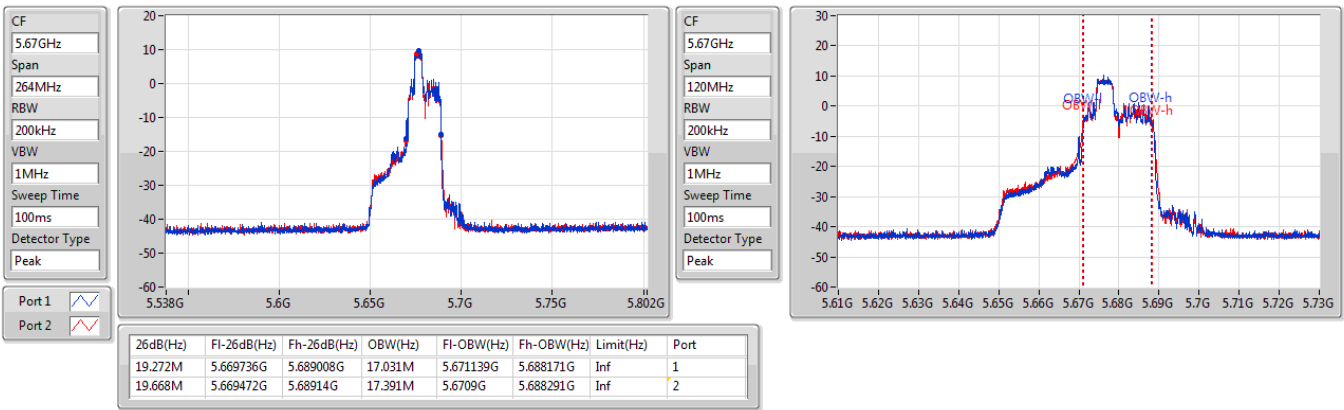 CF
5.67GHz
Span
264MHz
RBW
200kHz
VBW
1MHz
Sweep Time
100ms
Detector Type
Peak
Port 1
Port 2
20
10
0
-10
-20
-30
-40
-50
-60
5.538G 5.6G 5.65G 5.7G 5.75G 5.802G
CF
5.67GHz
Span
120MHz
RBW
200kHz
VBW
1MHz
Sweep Time
100ms
Detector Type
Peak
30
20
10
0
-10
-20
-30
-40
-50
-60
OBW-l OBW-h
OBW-h
5.61G 5.62G 5.63G 5.64G 5.65G 5.66G 5.67G 5.68G 5.69G 5.7G 5.71G 5.72G 5.73G
26dB(Hz) Fl-26dB(Hz) Fh-26dB(Hz) OBW(Hz) Fl-OBW(Hz) Fh-OBW(Hz) Limit(Hz) Port
19.272M 5.669736G 5.689008G 17.031M 5.671139G 5.688171G Inf 1
19.668M 5.669472G 5.68914G 17.391M 5.6709G 5.688291G Inf 2